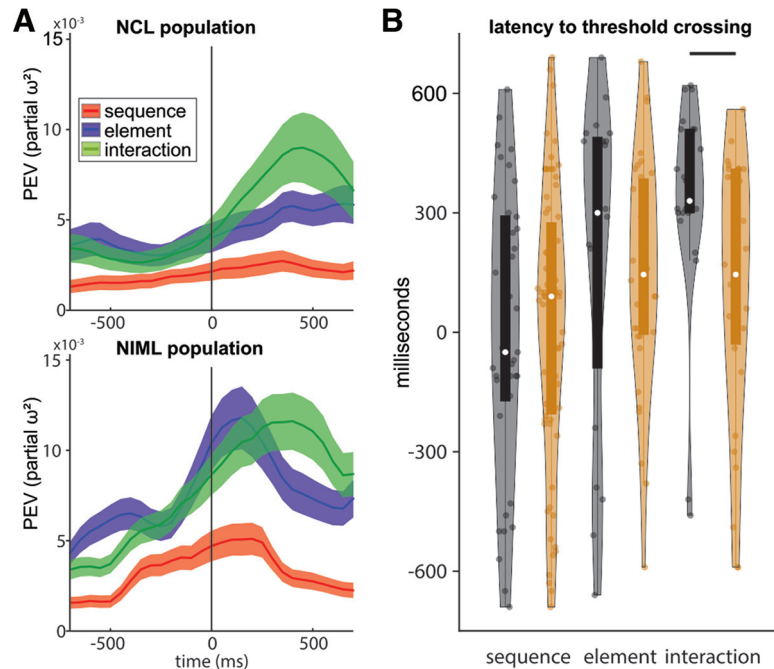 A
NCL population
15 x10⁻³
PEV (partial ω²)
sequence
element
interaction
10
5
0
-500 0 500
NIML population
15 x10⁻³
PEV (partial ω²)
10
5
0
-500 0 500
time (ms)
B
latency to threshold crossing
milliseconds
600
300
0
-300
-600
sequence element interaction